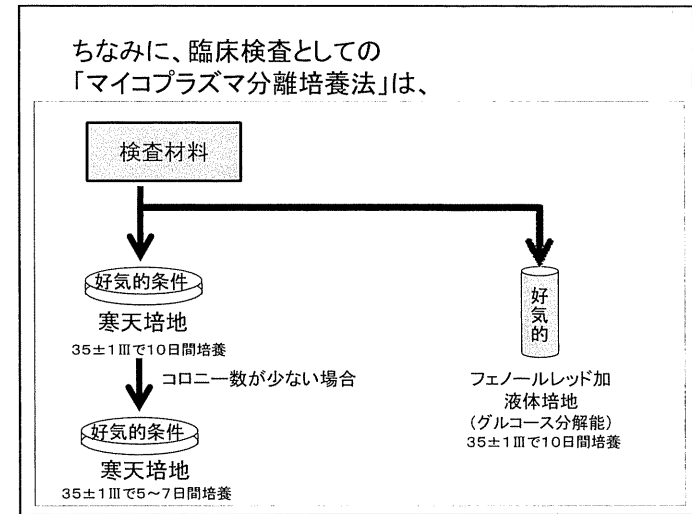 ちなみに、臨床検査としての
「マイコプラズマ分離培養法」は、
検査材料
好気的条件
寒天培地
35±1Ⅲで10日間培養
コロニー数が少ない場合
好気的条件
寒天培地
35±1Ⅲで5～7日間培養
好気的
フェノールレッド加
液体培地
(グルコース分解能)
35±1Ⅲで10日間培養